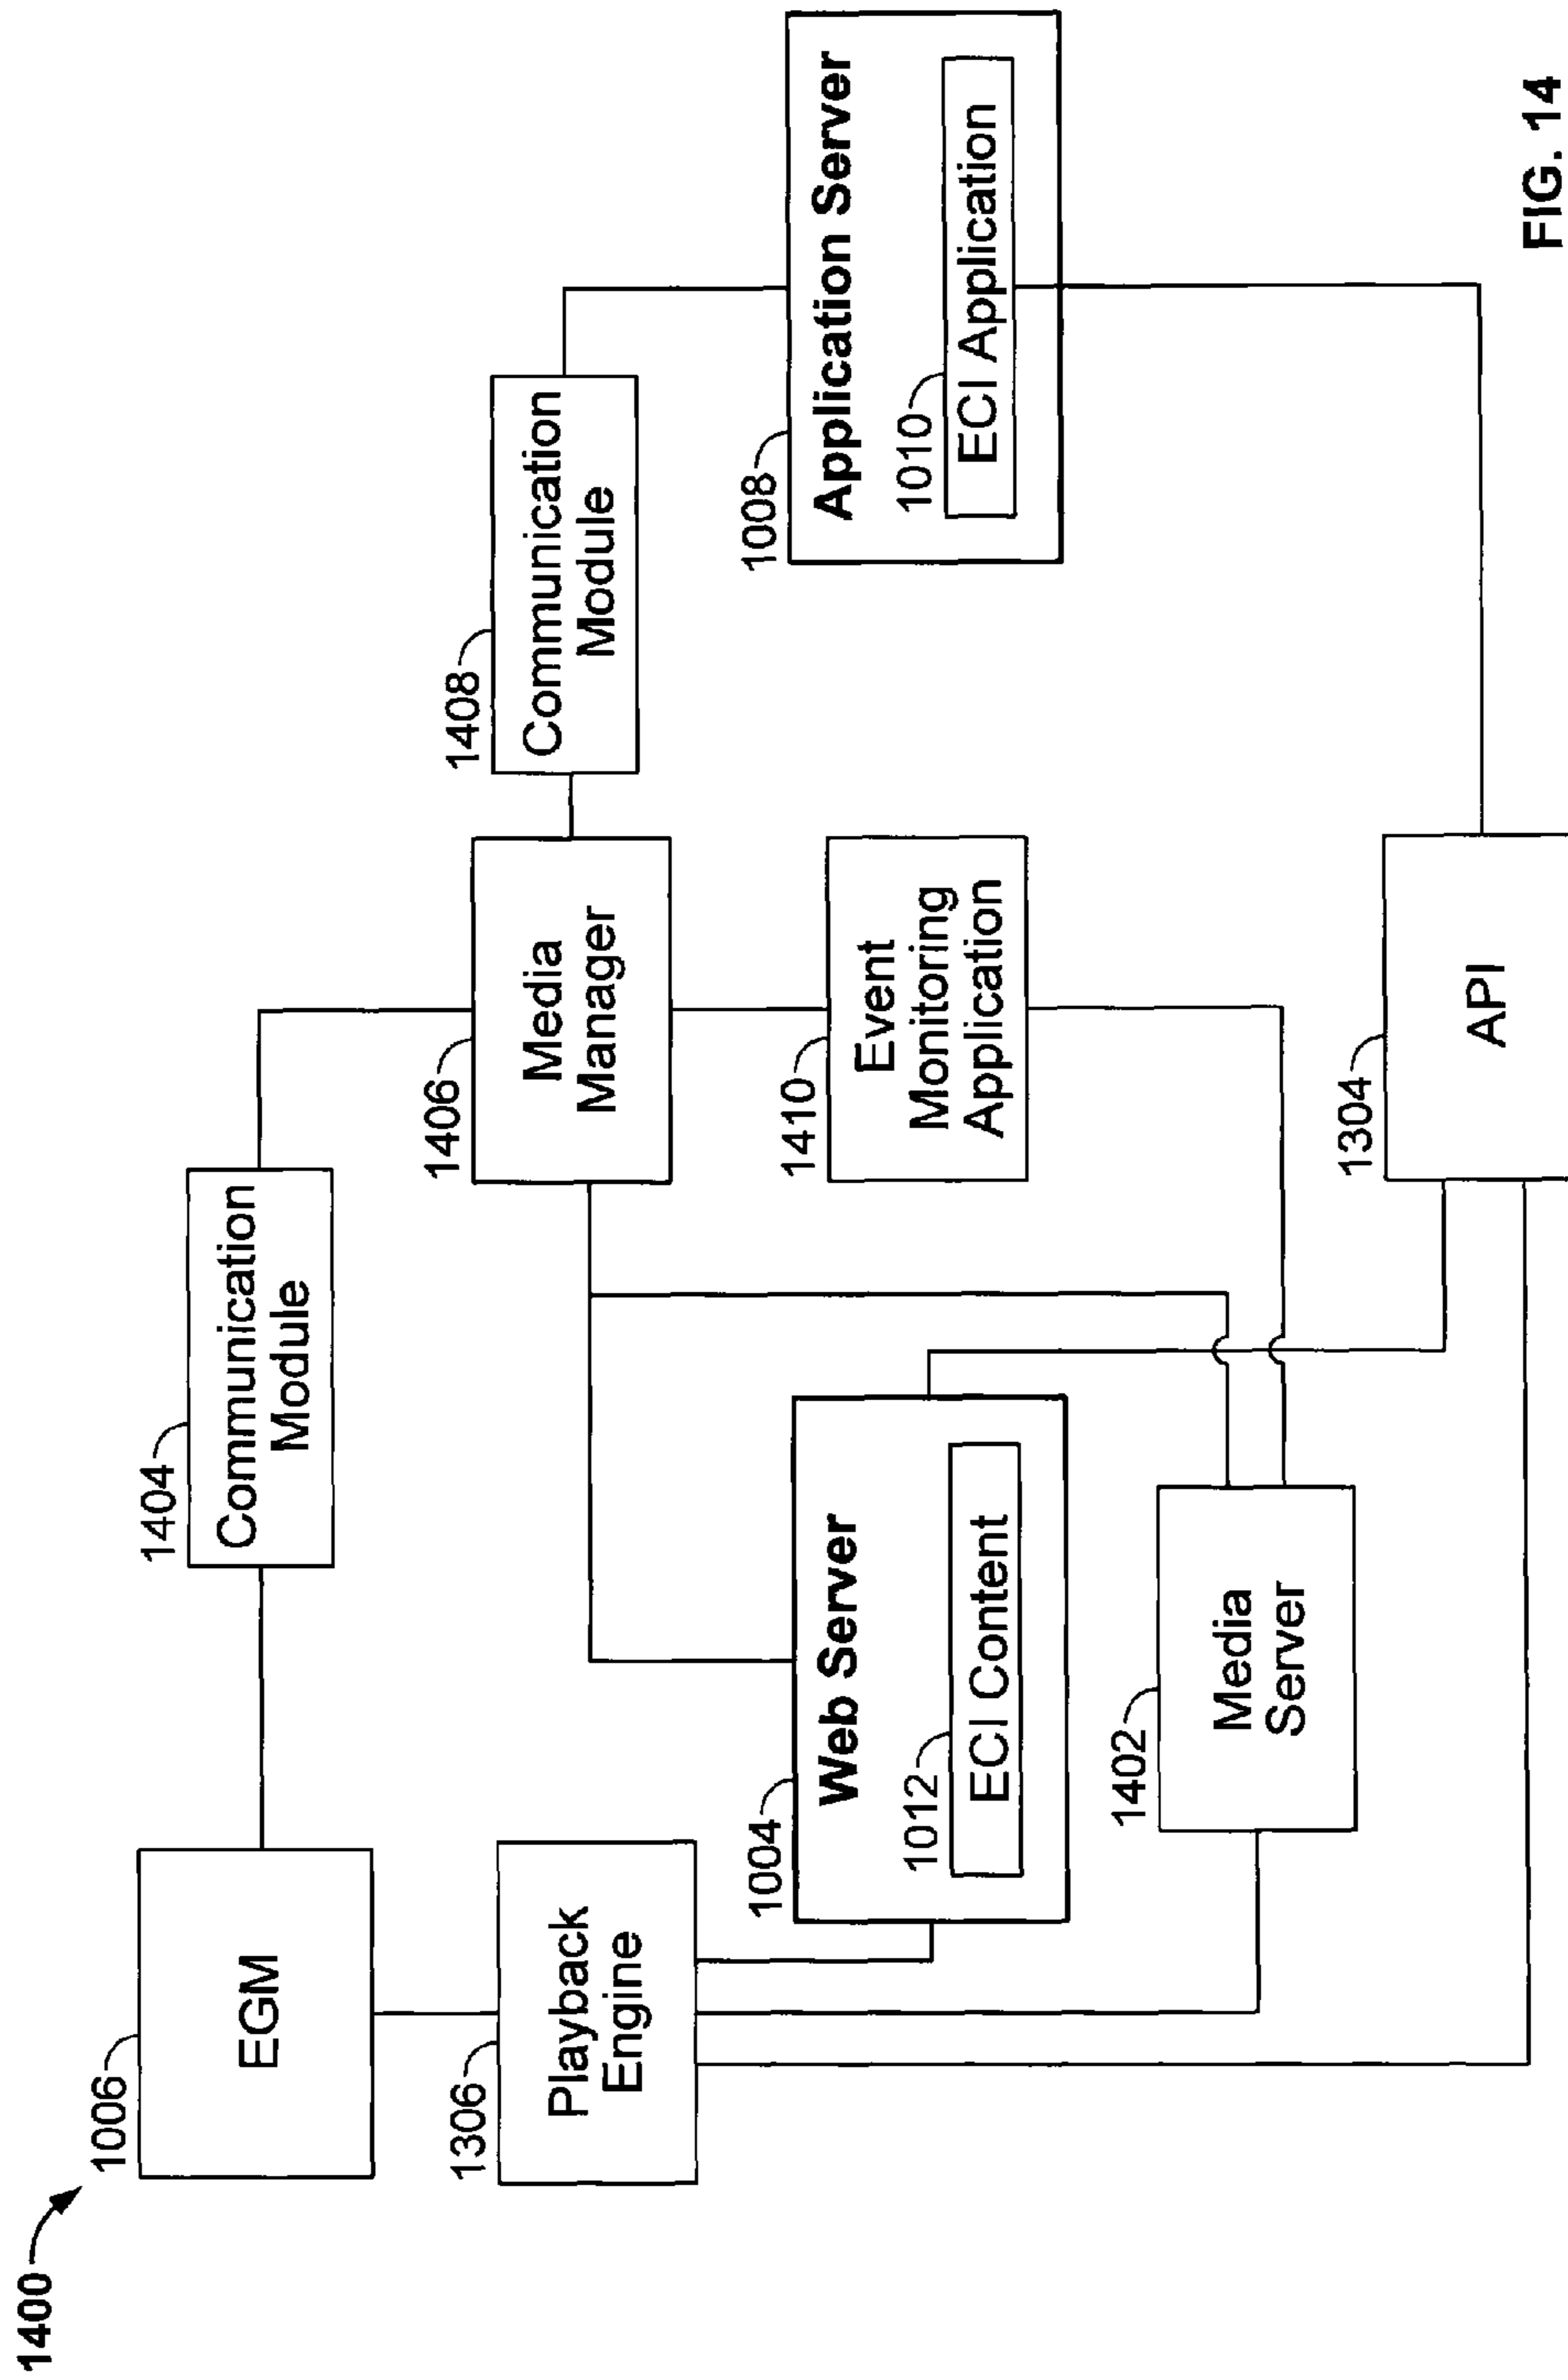 1400
1006
EGM
1404
Communication
Module
1306
Playback
Engine
1406
Media
Manager
1408
Communication
Module
1004
Web Server
1012
ECI Content
1410
Event
Monitoring
Application
1008
Application Server
1010
ECI Application
1402
Media
Server
1304
API
FIG. 14